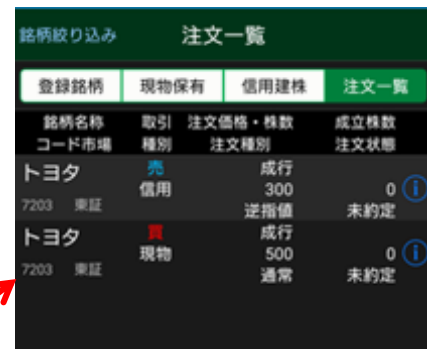 銘柄絞り込み 注文一覧
登録銘柄 現物保有 信用建株 注文一覧
銘柄名称 取引 注文価格・株数 成立株数
コード市場 種別 注文種別 注文状態
トヨタ 売 成行
信用 300 0
7203 東証 逆指値 未約定
トヨタ 買 成行
現物 500 0
7203 東証 通常 未約定